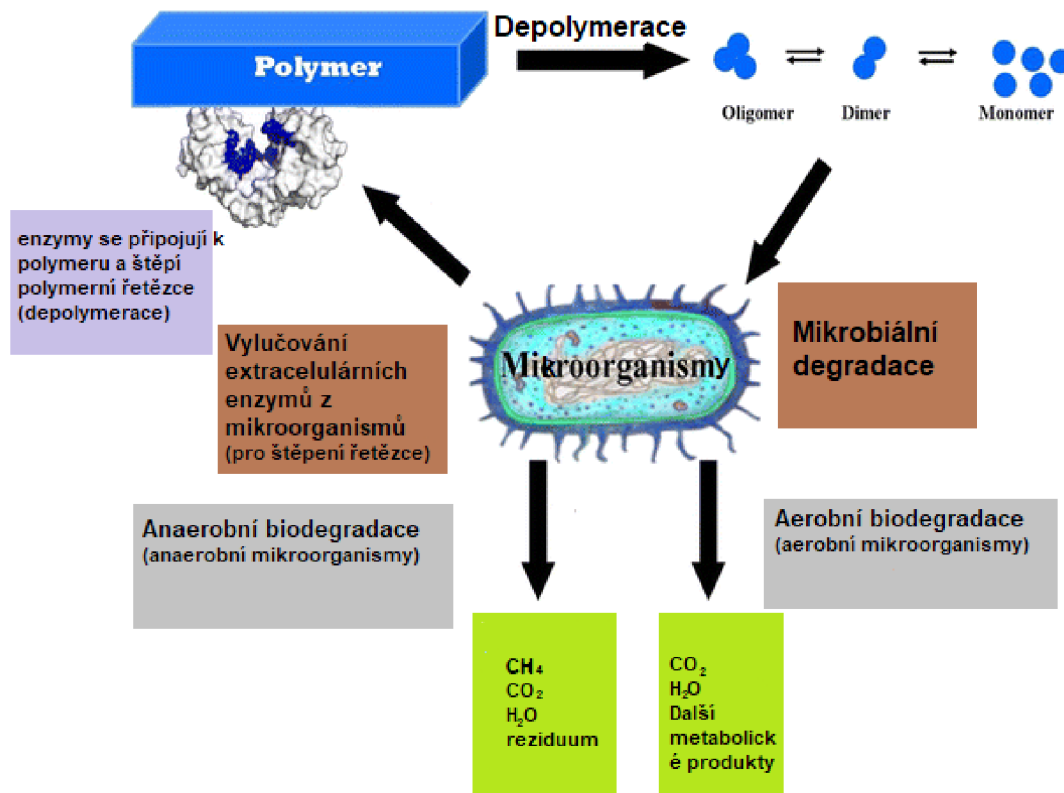 Depolymerace
Polymer
Oligomer
Dimer
Monomer
enzymy se připojují k
polymeru a štěpí
polymerní řetězce
(depolymerace)
Vylučování
extracelulárních
enzymů z
mikroorganismů
(pro štěpení řetězce)
Mikroorganismy
Mikrobiální
degradace
Anaerobní biodegradace
(anaerobní mikroorganismy)
Aerobní biodegradace
(aerobní mikroorganismy)
CH₄
CO₂
H₂O
reziduum
CO₂
H₂O
Další
metabolick
é produkty